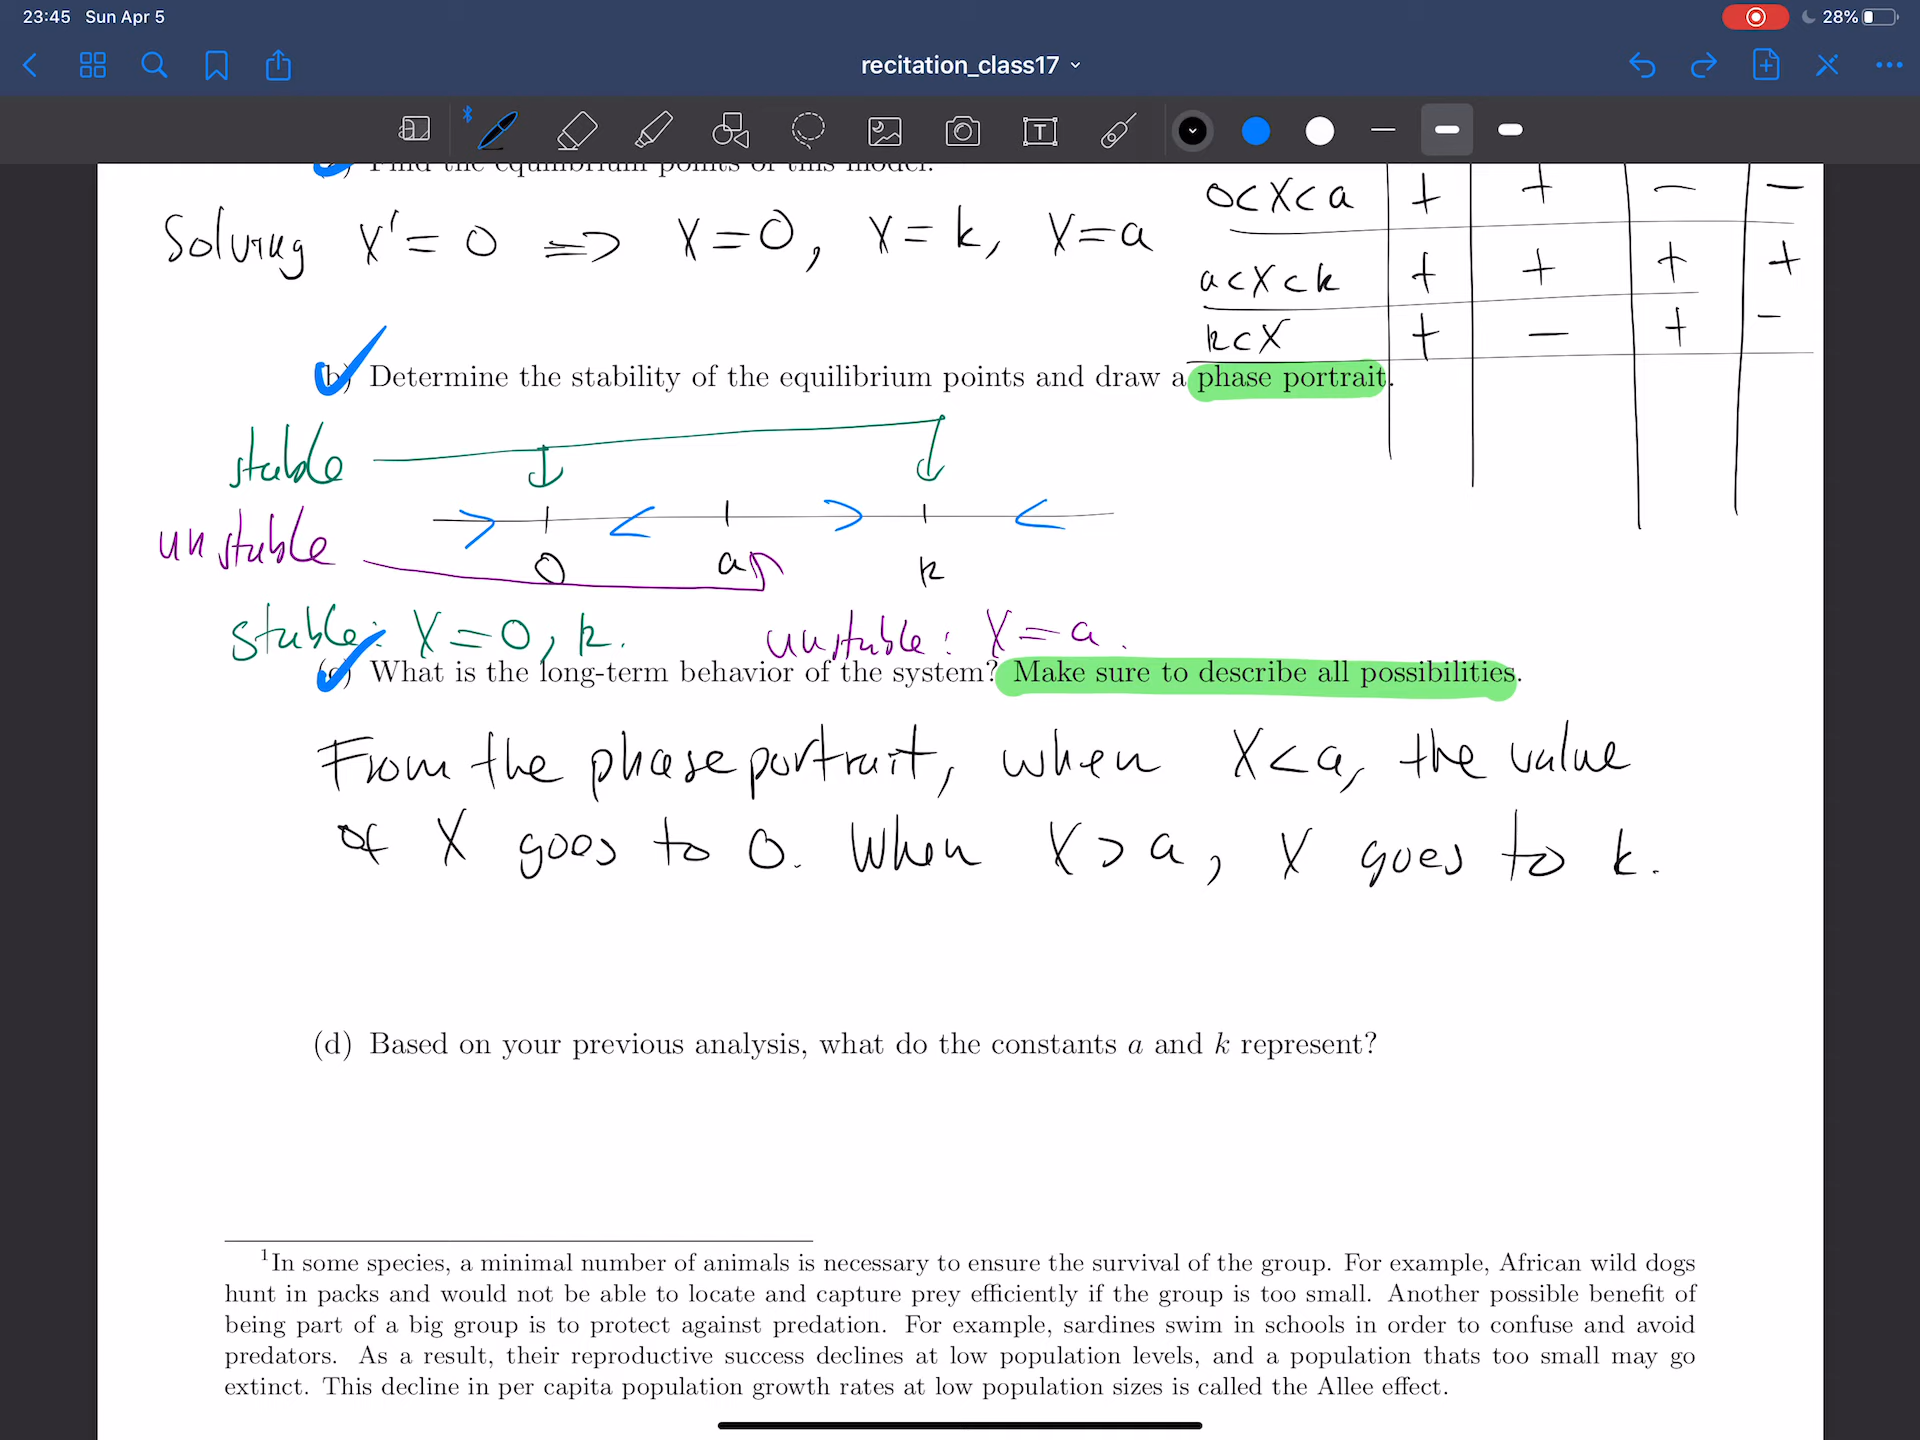 23:45 Sun Apr 5
28%
recitation_class17
T
Find the equilibrium points of this model.
0<X<a + + − −
Solving X' = 0 => X=0, X=k, X=a
a<X<k + + + +
k<X + − + −
(b) Determine the stability of the equilibrium points and draw a phase portrait.
stable
unstable
0 a k
stable: X=0, k. unstable: X=a.
(c) What is the long-term behavior of the system? Make sure to describe all possibilities.
From the phase portrait, when X<a, the value
of X goes to 0. When X>a, X goes to k.
(d) Based on your previous analysis, what do the constants a and k represent?
1In some species, a minimal number of animals is necessary to ensure the survival of the group. For example, African wild dogs
hunt in packs and would not be able to locate and capture prey efficiently if the group is too small. Another possible benefit of
being part of a big group is to protect against predation. For example, sardines swim in schools in order to confuse and avoid
predators. As a result, their reproductive success declines at low population levels, and a population thats too small may go
extinct. This decline in per capita population growth rates at low population sizes is called the Allee effect.